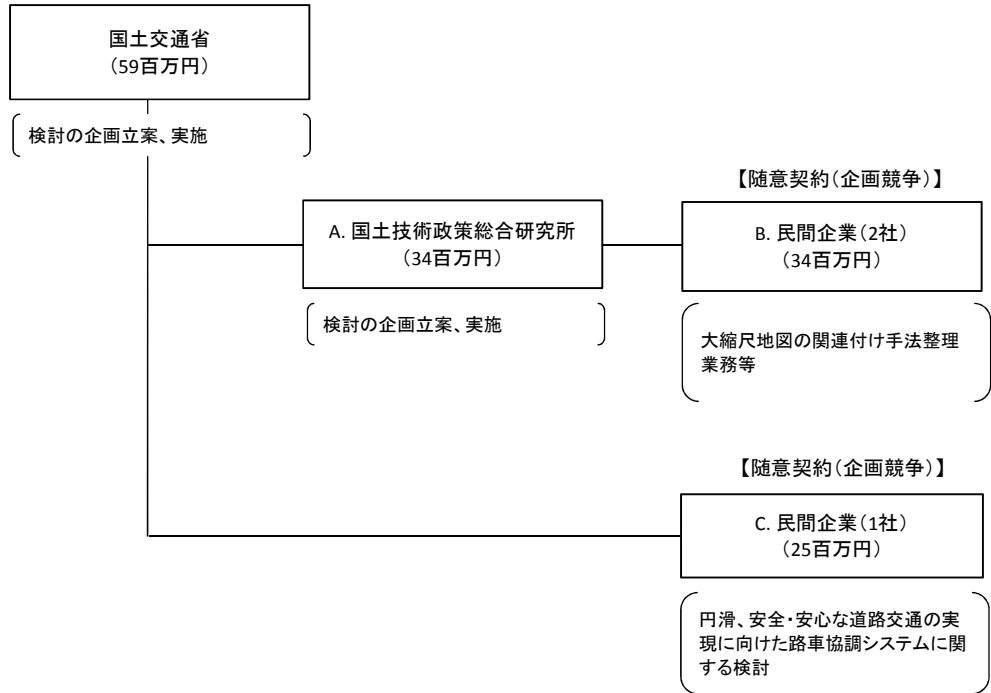 国土交通省
（59百万円）
検討の企画立案、実施
A. 国土技術政策総合研究所
（34百万円）
検討の企画立案、実施
【随意契約（企画競争）】
B. 民間企業（2社）
（34百万円）
大縮尺地図の関連付け手法整理
業務等
【随意契約（企画競争）】
C. 民間企業（1社）
（25百万円）
円滑、安全・安心な道路交通の実
現に向けた路車協調システムに関
する検討